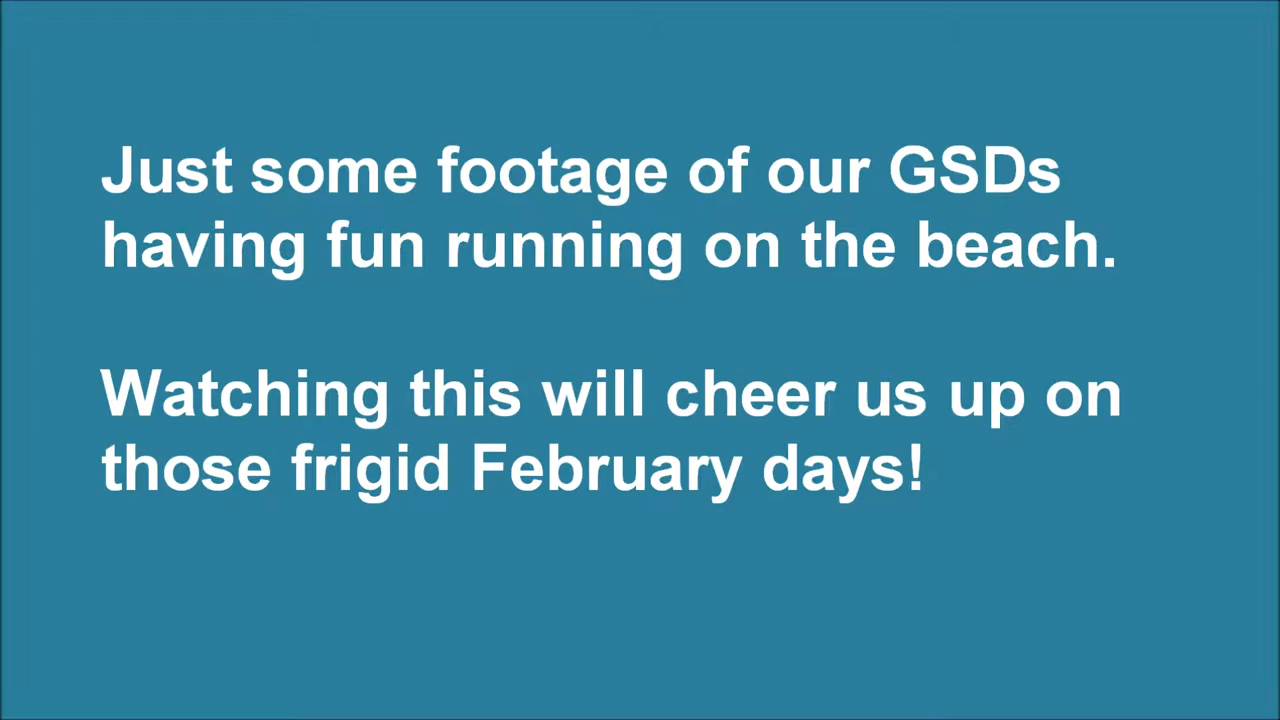 Just some footage of our GSDs
having fun running on the beach.
Watching this will cheer us up on
those frigid February days!